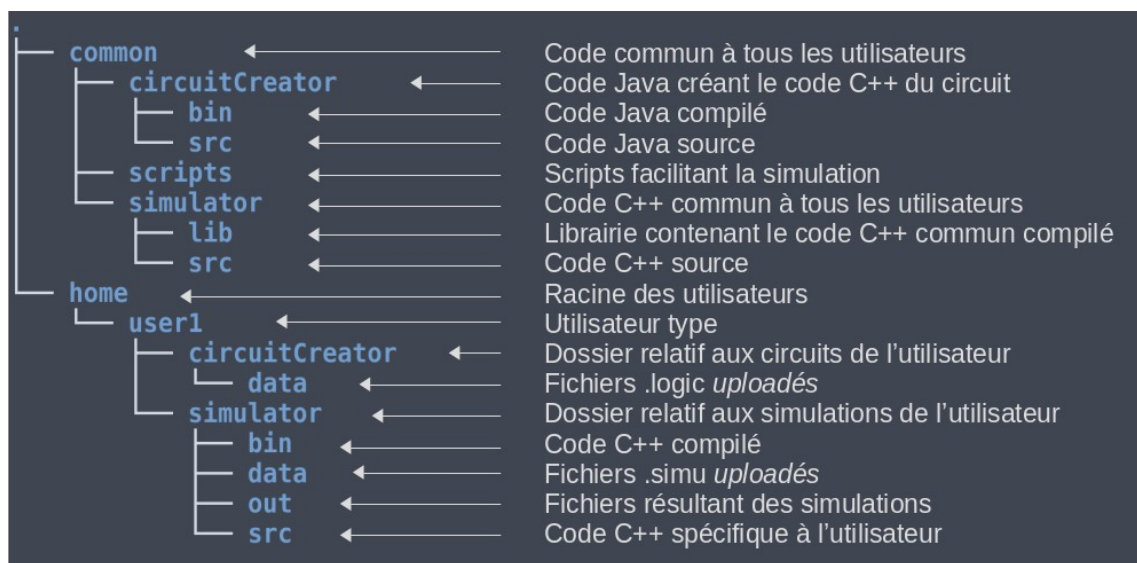 .
common Code commun à tous les utilisateurs
circuitCreator Code Java créant le code C++ du circuit
bin Code Java compilé
src Code Java source
scripts Scripts facilitant la simulation
simulator Code C++ commun à tous les utilisateurs
lib Librairie contenant le code C++ commun compilé
src Code C++ source
home Racine des utilisateurs
user1 Utilisateur type
circuitCreator Dossier relatif aux circuits de l’utilisateur
data Fichiers .logic uploadés
simulator Dossier relatif aux simulations de l’utilisateur
bin Code C++ compilé
data Fichiers .simu uploadés
out Fichiers résultant des simulations
src Code C++ spécifique à l’utilisateur